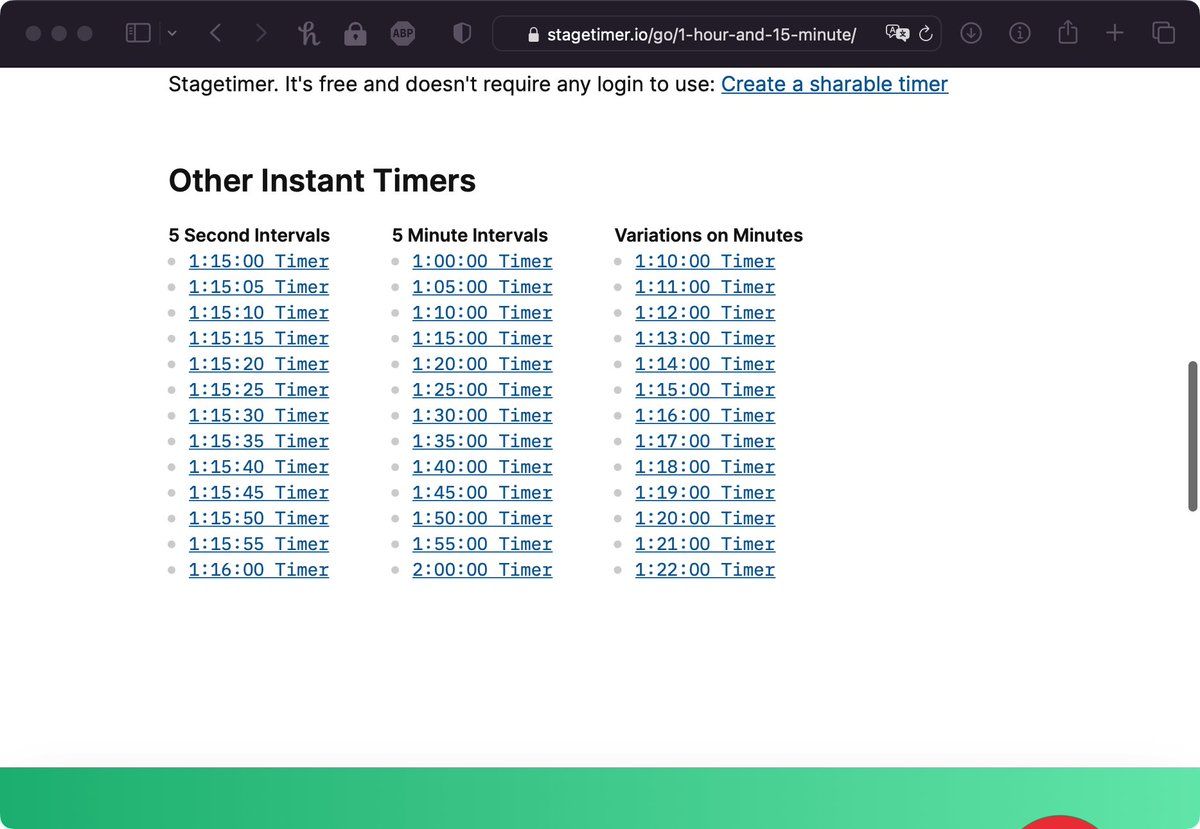 ABP
stagetimer.io/go/1-hour-and-15-minute/
Stagetimer. It's free and doesn't require any login to use: Create a sharable timer
Other Instant Timers
5 Second Intervals
1:15:00 Timer
1:15:05 Timer
1:15:10 Timer
1:15:15 Timer
1:15:20 Timer
1:15:25 Timer
1:15:30 Timer
1:15:35 Timer
1:15:40 Timer
1:15:45 Timer
1:15:50 Timer
1:15:55 Timer
1:16:00 Timer
5 Minute Intervals
1:00:00 Timer
1:05:00 Timer
1:10:00 Timer
1:15:00 Timer
1:20:00 Timer
1:25:00 Timer
1:30:00 Timer
1:35:00 Timer
1:40:00 Timer
1:45:00 Timer
1:50:00 Timer
1:55:00 Timer
2:00:00 Timer
Variations on Minutes
1:10:00 Timer
1:11:00 Timer
1:12:00 Timer
1:13:00 Timer
1:14:00 Timer
1:15:00 Timer
1:16:00 Timer
1:17:00 Timer
1:18:00 Timer
1:19:00 Timer
1:20:00 Timer
1:21:00 Timer
1:22:00 Timer